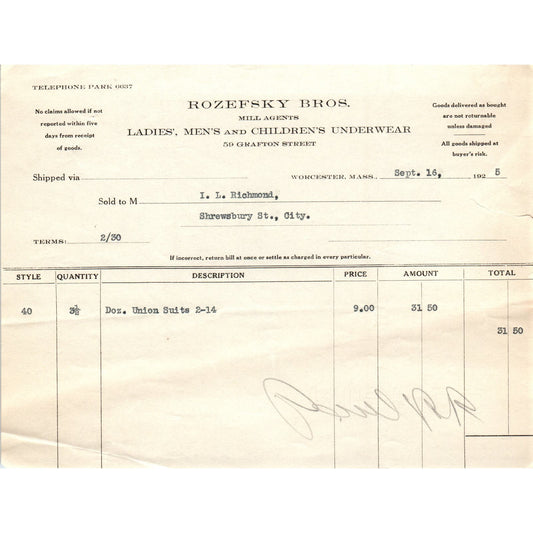 TELEPHONE PARK 6637
ROZEFSKY BROS.
MILL AGENTS
LADIES', MEN'S AND CHILDREN'S UNDERWEAR
59 GRAFTON STREET
No claims allowed if not
reported within five
days from receipt
of goods.
Goods delivered as bought
are not returnable
unless damaged
All goods shipped at
buyer's risk.
Shipped via
WORCESTER, MASS., Sept. 16, 1925
Sold to M I. L. Richmond,
Shrewsbury St., City.
TERMS: 2/30
If incorrect, return bill at once or settle as charged in every particular.
STYLE QUANTITY DESCRIPTION PRICE AMOUNT TOTAL
40 3½ Doz. Union Suits 2-14 9.00 31 50
31 50